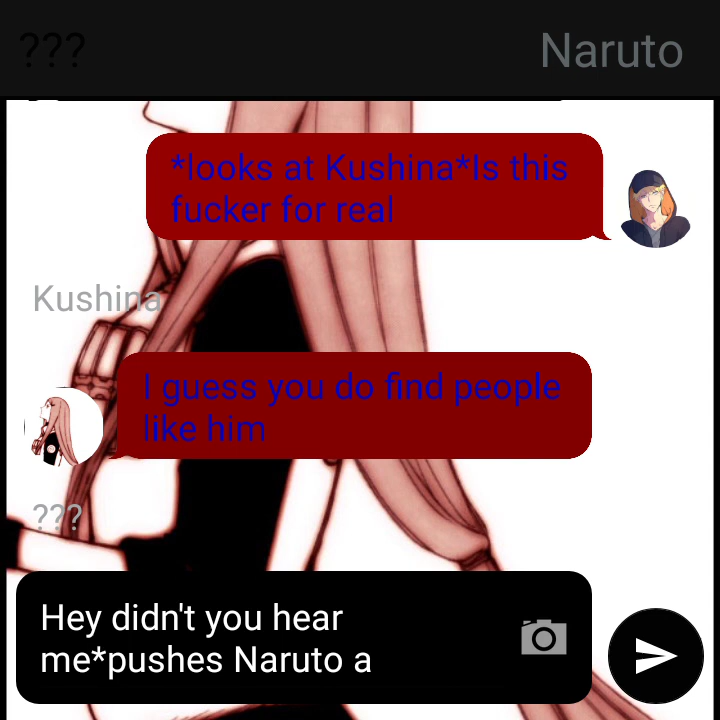 ???
Naruto
*looks at Kushina*Is this
fucker for real
Kushina
I guess you do find people
like him
???
Hey didn't you hear
me*pushes Naruto a